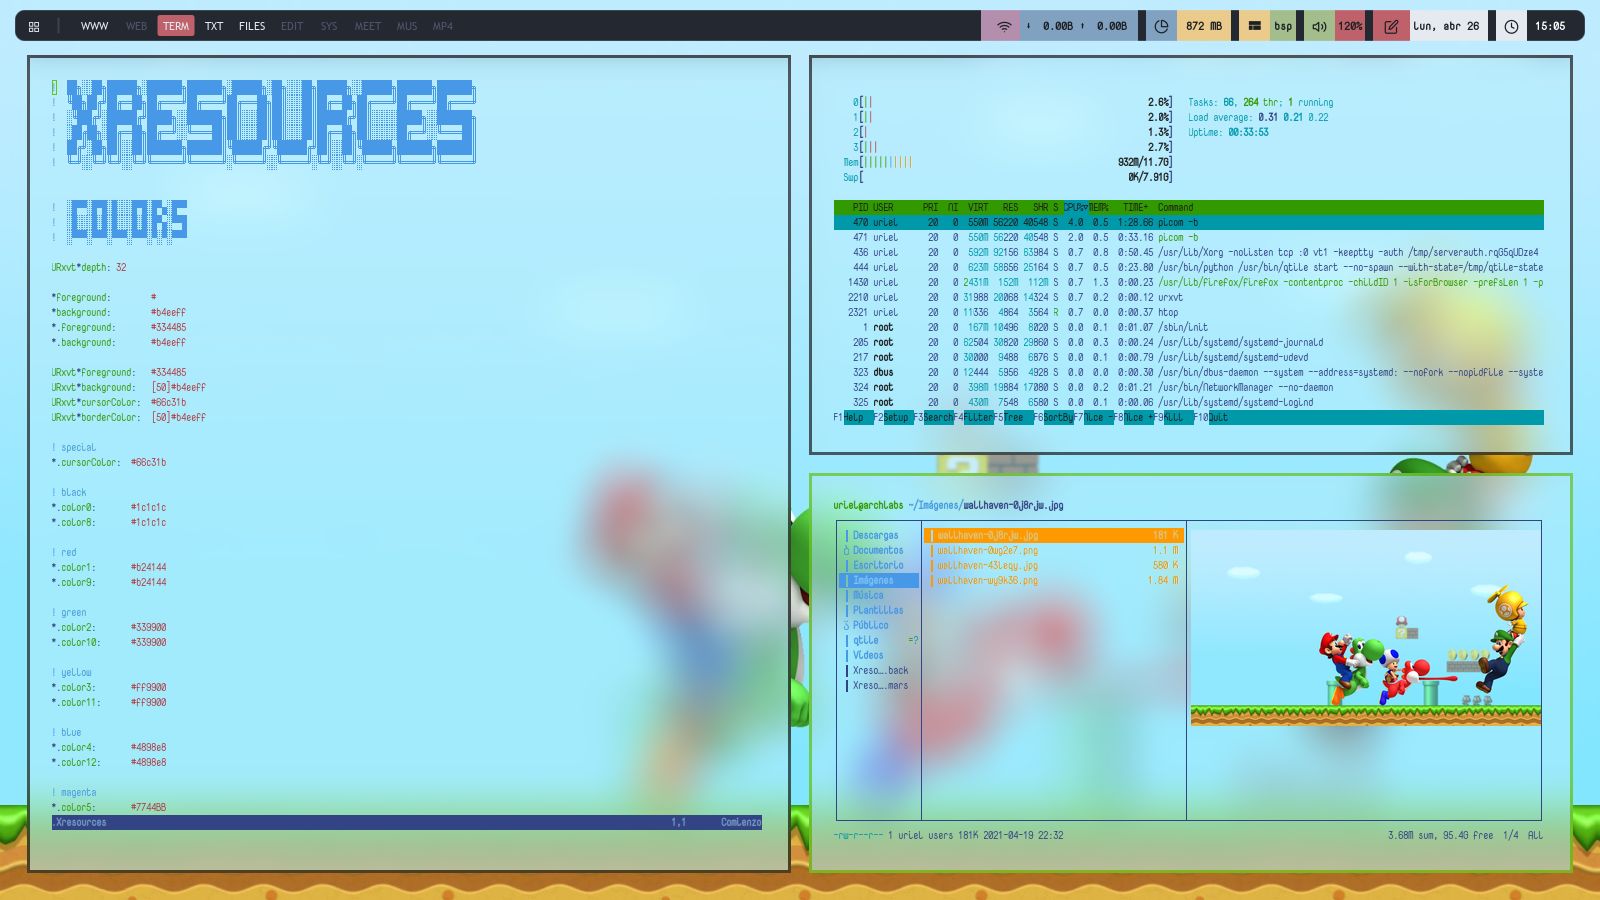 WWW WEB TERM TXT FILES EDIT SYS MEET MUS MP4
↓ 0.00B ↑ 0.00B 872 MB bsp 120% lun, abr 26 15:05
! XRESOURCES
!
!
!
!
!
! COLORS
!
!
URxvt*depth: 32
*foreground: #
*background: #b4eeff
*.foreground: #334485
*.background: #b4eeff
URxvt*foreground: #334485
URxvt*background: [50]#b4eeff
URxvt*cursorColor: #66c31b
URxvt*borderColor: [50]#b4eeff
! special
*.cursorColor: #66c31b
! black
*.color0: #1c1c1c
*.color8: #1c1c1c
! red
*.color1: #b24144
*.color9: #b24144
! green
*.color2: #339900
*.color10: #339900
! yellow
*.color3: #ff9900
*.color11: #ff9900
! blue
*.color4: #4898e8
*.color12: #4898e8
! magenta
*.color5: #7744BB
.Xresources 1,1 Comienzo
0[|| 2.6%] Tasks: 66, 264 thr; 1 running
1[|| 2.0%] Load average: 0.31 0.21 0.22
2[| 1.3%] Uptime: 00:33:53
3[||| 2.7%]
Mem[|||||||||| 932M/11.7G]
Swp[ 0K/7.91G]
PID USER PRI NI VIRT RES SHR S CPU%▽MEM% TIME+ Command
470 uriel 20 0 550M 56220 40548 S 4.0 0.5 1:28.66 picom -b
471 uriel 20 0 550M 56220 40548 S 2.0 0.5 0:33.16 picom -b
436 uriel 20 0 592M 92156 63984 S 0.7 0.8 0:50.45 /usr/lib/Xorg -nolisten tcp :0 vt1 -keeptty -auth /tmp/serverauth.rqG5qUDze4
444 uriel 20 0 623M 58656 25164 S 0.7 0.5 0:23.80 /usr/bin/python /usr/bin/qtile start --no-spawn --with-state=/tmp/qtile-state
1430 uriel 20 0 2431M 152M 112M S 0.7 1.3 0:00.23 /usr/lib/firefox/firefox -contentproc -childID 1 -isForBrowser -prefsLen 1 -p
2210 uriel 20 0 31988 20068 14324 S 0.7 0.2 0:00.12 urxvt
2321 uriel 20 0 11336 4864 3564 R 0.7 0.0 0:00.37 htop
1 root 20 0 167M 10496 8020 S 0.0 0.1 0:01.07 /sbin/init
205 root 20 0 62504 30820 29860 S 0.0 0.3 0:00.24 /usr/lib/systemd/systemd-journald
217 root 20 0 30000 9488 6876 S 0.0 0.1 0:00.79 /usr/lib/systemd/systemd-udevd
323 dbus 20 0 12444 5956 4928 S 0.0 0.0 0:00.30 /usr/bin/dbus-daemon --system --address=systemd: --nofork --nopidfile --syste
324 root 20 0 398M 19884 17080 S 0.0 0.2 0:01.21 /usr/bin/NetworkManager --no-daemon
325 root 20 0 430M 7548 6580 S 0.0 0.1 0:00.06 /usr/lib/systemd/systemd-logind
F1Help F2Setup F3SearchF4FilterF5Tree F6SortByF7Nice -F8Nice +F9Kill F10Quit
uriel@archlabs ~/Imágenes/wallhaven-0j8rjw.jpg
Descargas
Documentos
Escritorio
Imágenes
Música
Plantillas
Público
qtile =?
Vídeos
Xreso….back
Xreso….mars
wallhaven-0j8rjw.jpg 181 K
wallhaven-0wg2e7.png 1.1 M
wallhaven-43leqy.jpg 580 K
wallhaven-wy9k36.png 1.84 M
-rw-r--r-- 1 uriel users 181K 2021-04-19 22:32 3.68M sum, 95.4G free 1/4 All